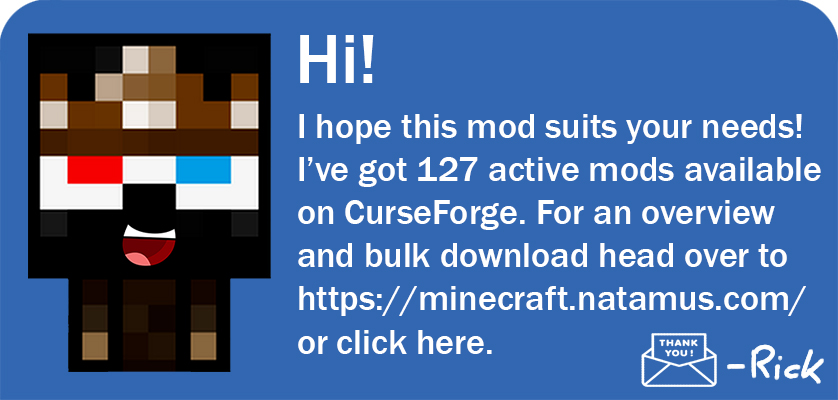 Hi!
I hope this mod suits your needs!
I’ve got 127 active mods available
on CurseForge. For an overview
and bulk download head over to
https://minecraft.natamus.com/
or click here.
THANK
YOU!
-Rick